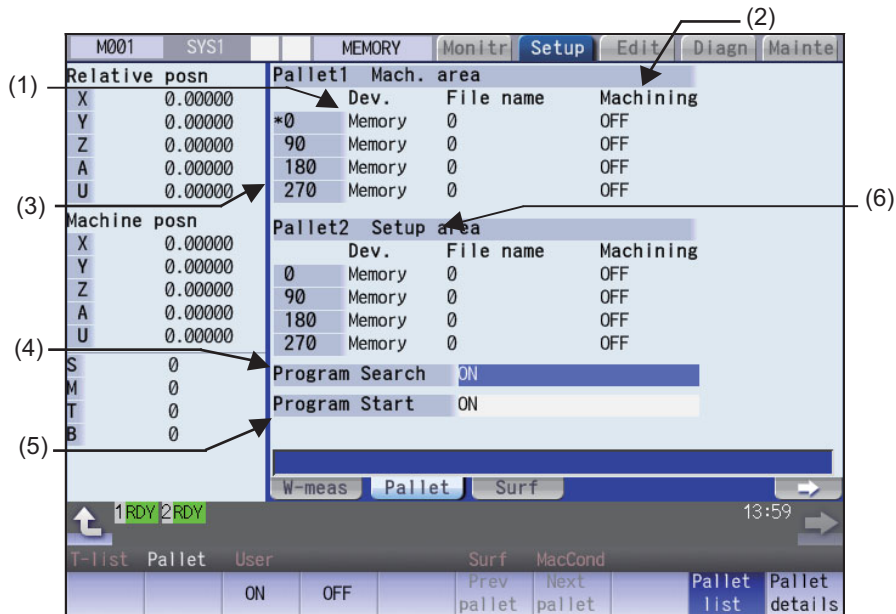 (2)
M001 SYS1 MEMORY Monitr Setup Edit Diagn Mainte
Relative posn
X 0.00000
Y 0.00000
Z 0.00000
A 0.00000
U 0.00000
Machine posn
X 0.00000
Y 0.00000
Z 0.00000
A 0.00000
U 0.00000
S 0
M 0
T 0
B 0
(1)
(3)
(4)
(5)
Pallet1 Mach. area
Dev. File name Machining
*0 Memory 0 OFF
90 Memory 0 OFF
180 Memory 0 OFF
270 Memory 0 OFF
(6)
Pallet2 Setup area
Dev. File name Machining
0 Memory 0 OFF
90 Memory 0 OFF
180 Memory 0 OFF
270 Memory 0 OFF
Program Search ON
Program Start ON
W-meas Pallet Surf
1 RDY 2 RDY 13:59
T-list Pallet User Surf MacCond
ON OFF Prev pallet Next pallet Pallet list Pallet details